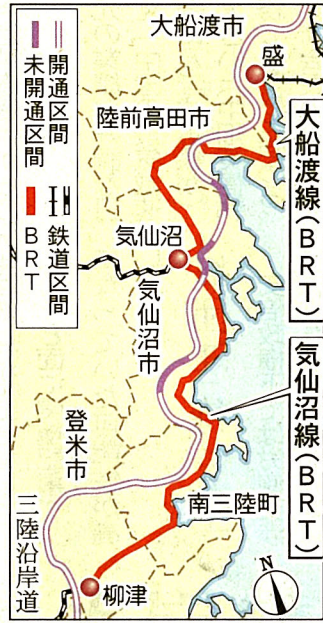 大船渡市
盛
陸前高田市
大船渡線(BRT)
開通区間
未開通区間
鉄道区間
BRT
気仙沼
気仙沼市
気仙沼線(BRT)
登米市
南三陸町
三陸沿岸道
柳津
N